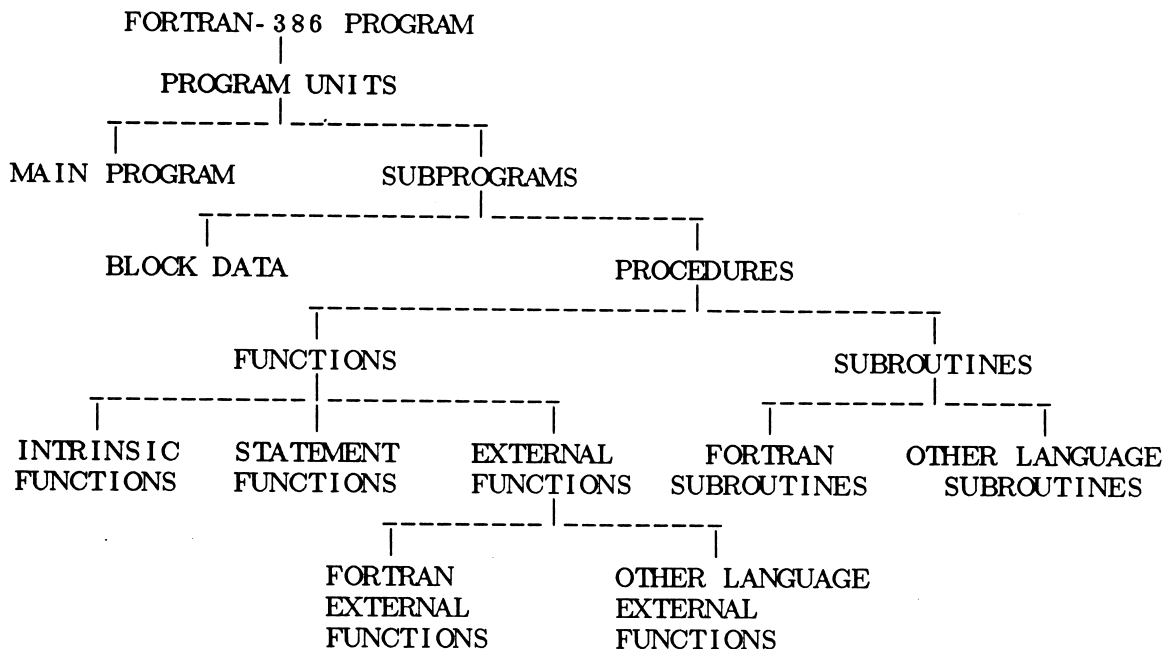 FORTRAN-386 PROGRAM
PROGRAM UNITS
MAIN PROGRAM
SUBPROGRAMS
BLOCK DATA
PROCEDURES
FUNCTIONS
SUBROUTINES
INTRINSIC
FUNCTIONS
STATEMENT
FUNCTIONS
EXTERNAL
FUNCTIONS
FORTRAN
SUBROUTINES
OTHER LANGUAGE
SUBROUTINES
FORTRAN
EXTERNAL
FUNCTIONS
OTHER LANGUAGE
EXTERNAL
FUNCTIONS